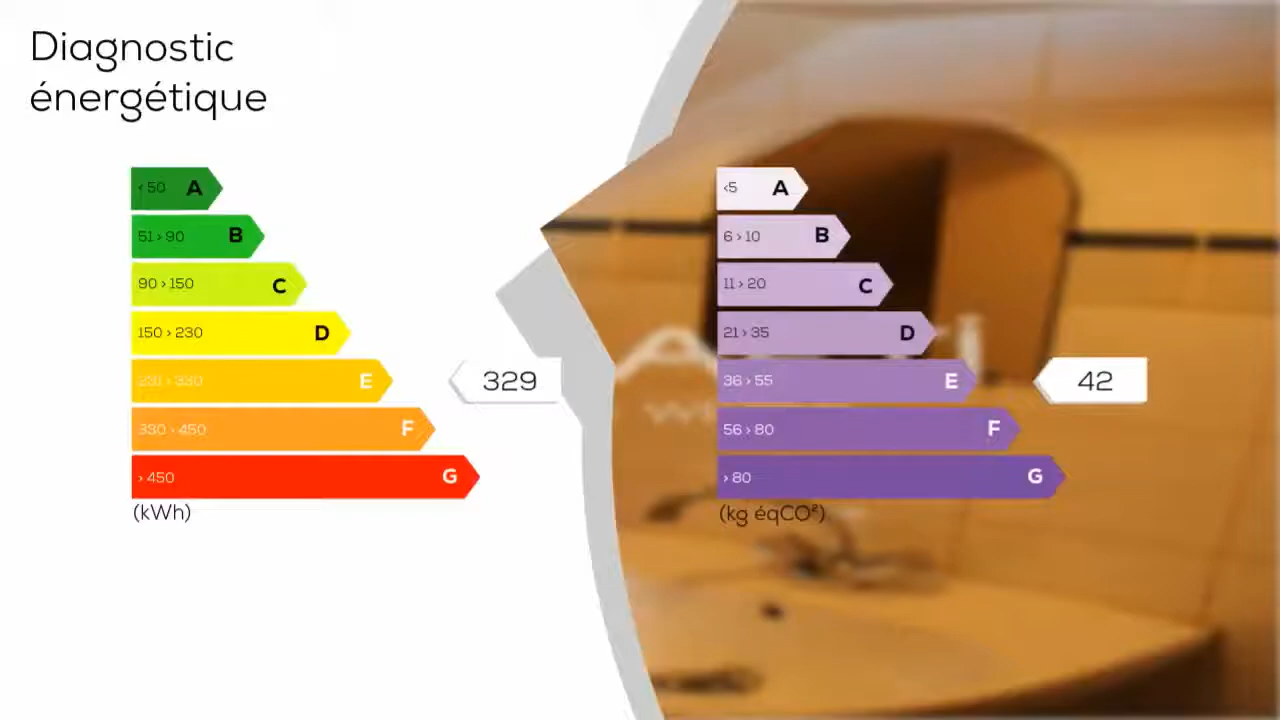 Diagnostic
énergétique
< 50 A
51 > 90 B
90 > 150 C
150 > 230 D
E
330 > 450 F
> 450 G
329
(kWh)
<5 A
6 > 10 B
11 > 20 C
21 > 35 D
36 > 55 E
56 > 80 F
> 80 G
42
(kg éqCO²)